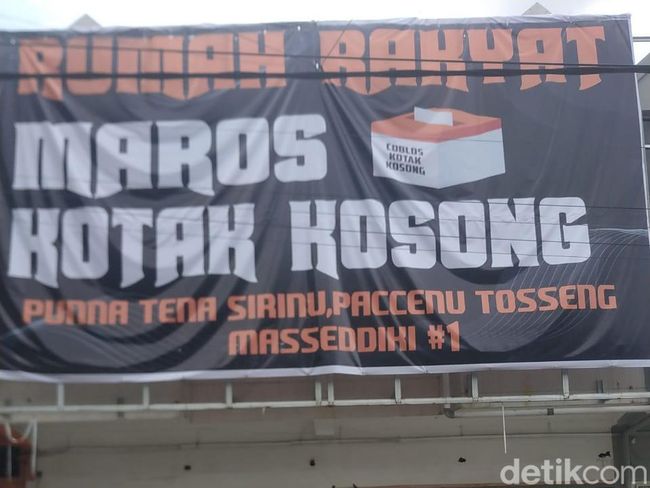 RUMAH RAKYAT
MAROS
COBLOS
KOTAK
KOSONG
KOTAK KOSONG
PUNNA TENA SIRINU,PACCENU TOSSENG
MASSEDDIKI #1
detikcom